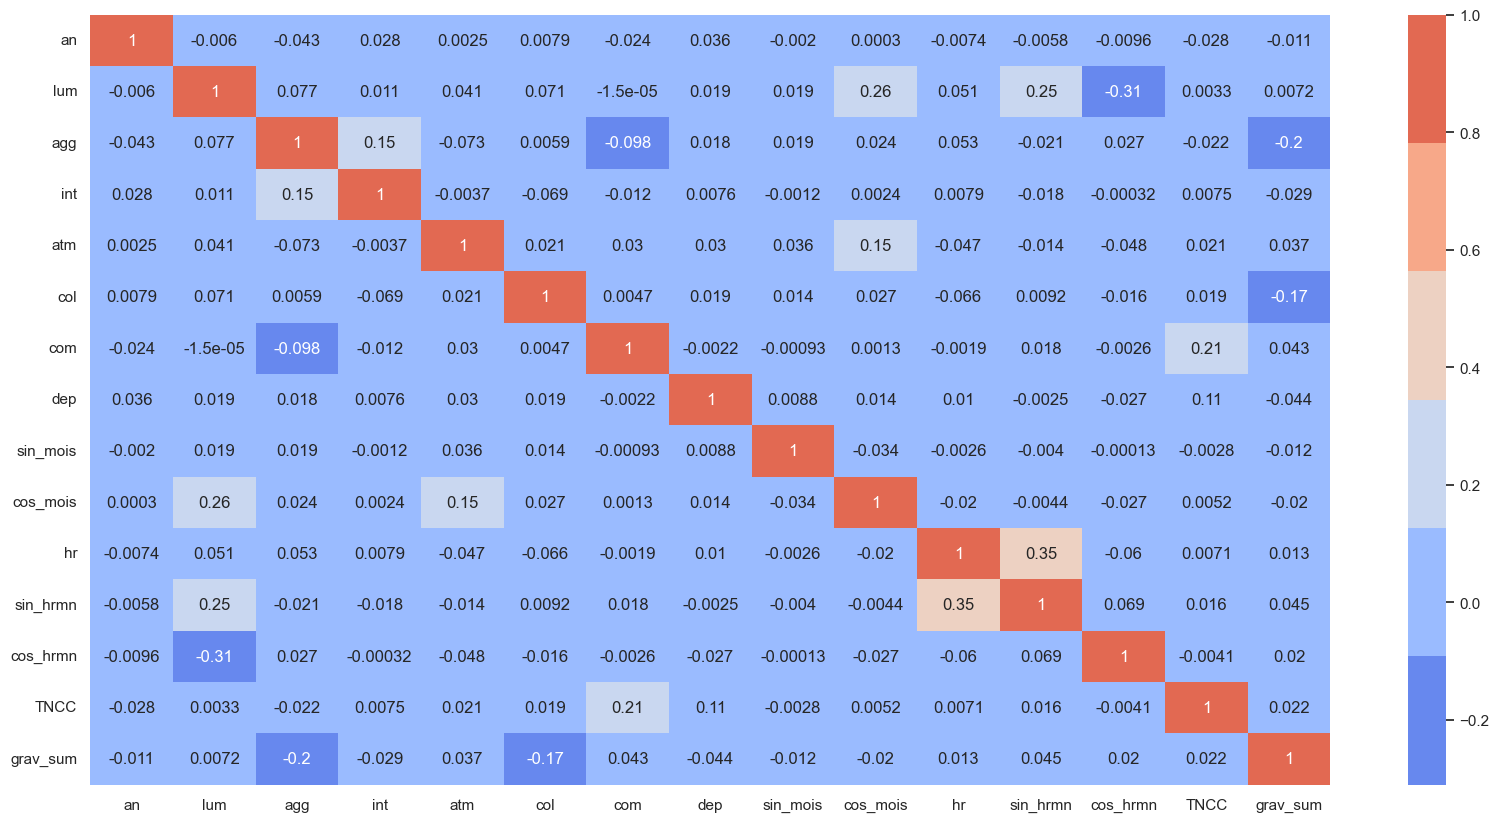 an 1 -0.006 -0.043 0.028 0.0025 0.0079 -0.024 0.036 -0.002 0.0003 -0.0074 -0.0058 -0.0096 -0.028 -0.011
lum -0.006 1 0.077 0.011 0.041 0.071 -1.5e-05 0.019 0.019 0.26 0.051 0.25 -0.31 0.0033 0.0072
agg -0.043 0.077 1 0.15 -0.073 0.0059 -0.098 0.018 0.019 0.024 0.053 -0.021 0.027 -0.022 -0.2
int 0.028 0.011 0.15 1 -0.0037 -0.069 -0.012 0.0076 -0.0012 0.0024 0.0079 -0.018 -0.00032 0.0075 -0.029
atm 0.0025 0.041 -0.073 -0.0037 1 0.021 0.03 0.03 0.036 0.15 -0.047 -0.014 -0.048 0.021 0.037
col 0.0079 0.071 0.0059 -0.069 0.021 1 0.0047 0.019 0.014 0.027 -0.066 0.0092 -0.016 0.019 -0.17
com -0.024 -1.5e-05 -0.098 -0.012 0.03 0.0047 1 -0.0022 -0.00093 0.0013 -0.0019 0.018 -0.0026 0.21 0.043
dep 0.036 0.019 0.018 0.0076 0.03 0.019 -0.0022 1 0.0088 0.014 0.01 -0.0025 -0.027 0.11 -0.044
sin_mois -0.002 0.019 0.019 -0.0012 0.036 0.014 -0.00093 0.0088 1 -0.034 -0.0026 -0.004 -0.00013 -0.0028 -0.012
cos_mois 0.0003 0.26 0.024 0.0024 0.15 0.027 0.0013 0.014 -0.034 1 -0.02 -0.0044 -0.027 0.0052 -0.02
hr -0.0074 0.051 0.053 0.0079 -0.047 -0.066 -0.0019 0.01 -0.0026 -0.02 1 0.35 -0.06 0.0071 0.013
sin_hrmn -0.0058 0.25 -0.021 -0.018 -0.014 0.0092 0.018 -0.0025 -0.004 -0.0044 0.35 1 0.069 0.016 0.045
cos_hrmn -0.0096 -0.31 0.027 -0.00032 -0.048 -0.016 -0.0026 -0.027 -0.00013 -0.027 -0.06 0.069 1 -0.0041 0.02
TNCC -0.028 0.0033 -0.022 0.0075 0.021 0.019 0.21 0.11 -0.0028 0.0052 0.0071 0.016 -0.0041 1 0.022
grav_sum -0.011 0.0072 -0.2 -0.029 0.037 -0.17 0.043 -0.044 -0.012 -0.02 0.013 0.045 0.02 0.022 1
an lum agg int atm col com dep sin_mois cos_mois hr sin_hrmn cos_hrmn TNCC grav_sum
1.0
0.8
0.6
0.4
0.2
0.0
−0.2